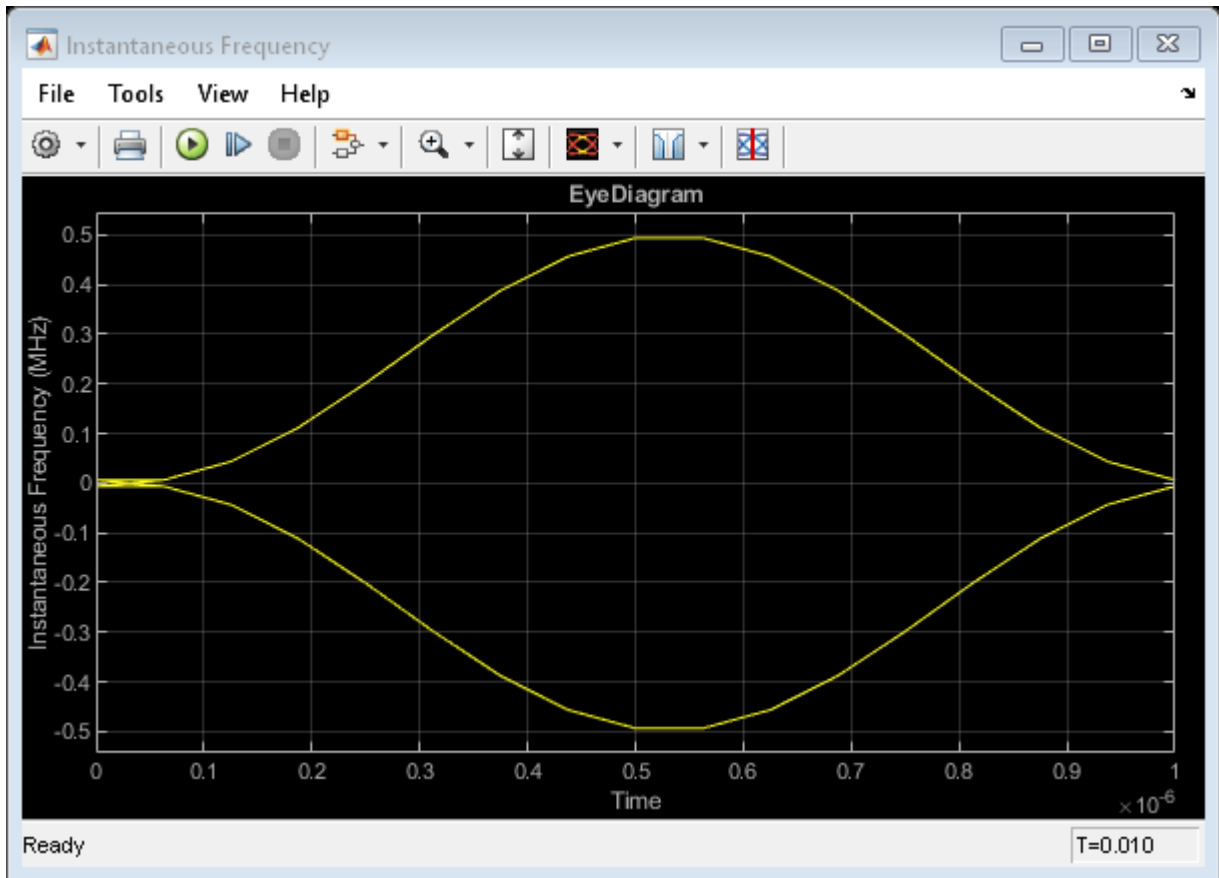 Instantaneous Frequency
File Tools View Help
EyeDiagram
Instantaneous Frequency (MHz)
0.5
0.4
0.3
0.2
0.1
0
-0.1
-0.2
-0.3
-0.4
-0.5
0 0.1 0.2 0.3 0.4 0.5 0.6 0.7 0.8 0.9 1
Time
×10⁻⁶
Ready T=0.010